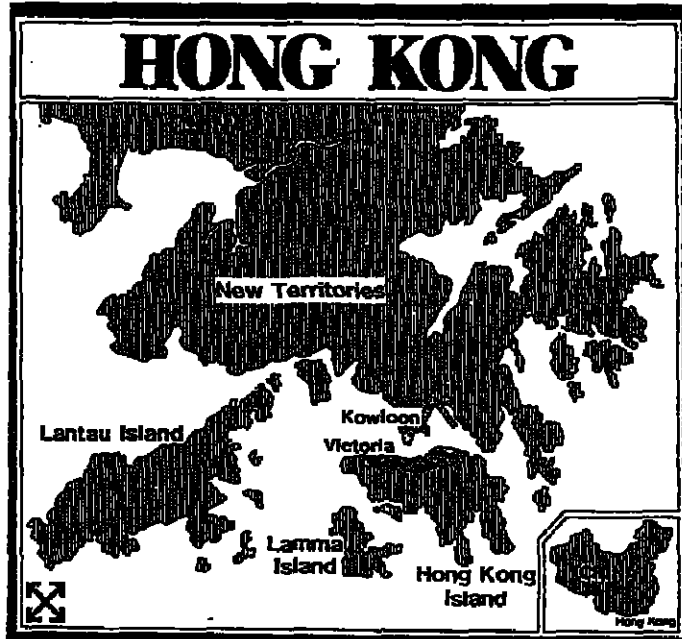 HONG KONG
New Territories
Kowloon
Lantau Island
Victoria
Lamma
Island
Hong Kong
Island
Hong Kong